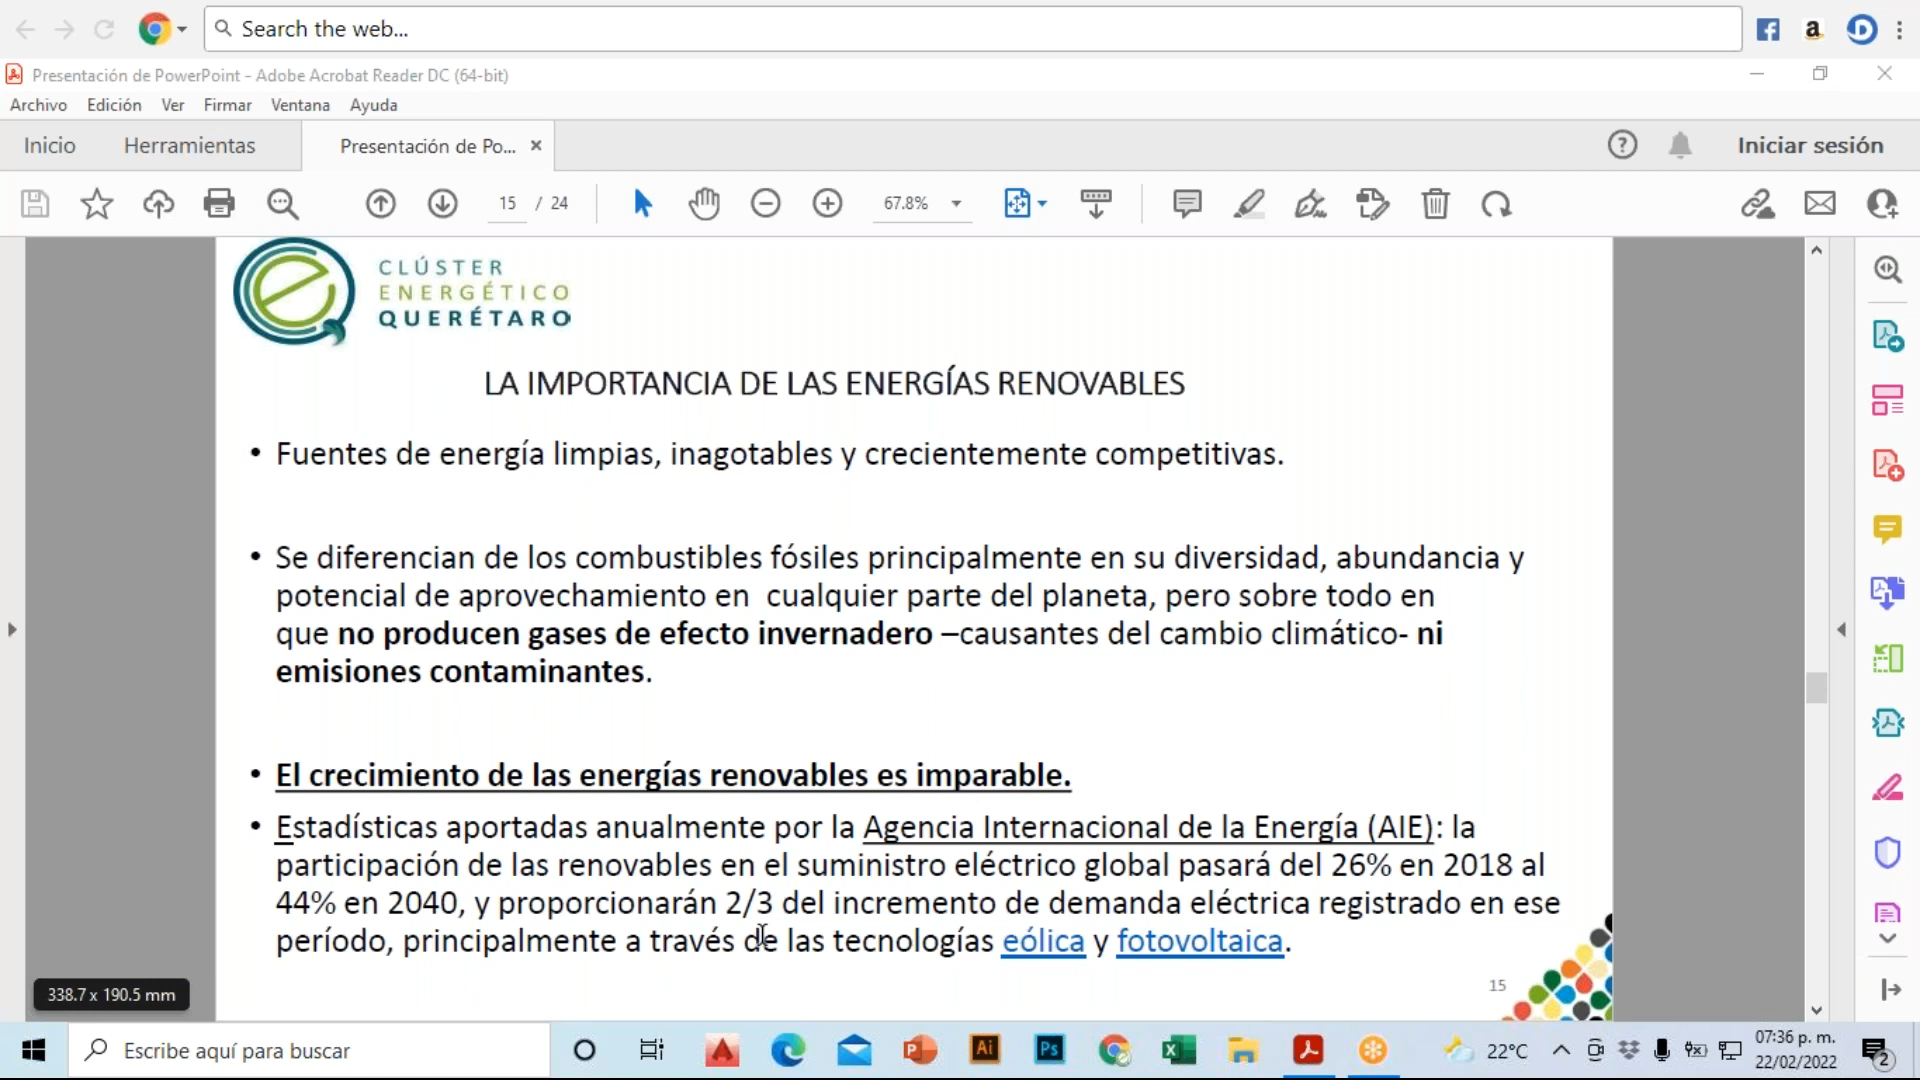 Search the web...
Presentación de PowerPoint - Adobe Acrobat Reader DC (64-bit)
Archivo Edición Ver Firmar Ventana Ayuda
Inicio Herramientas Presentación de Po... Iniciar sesión
15 / 24 67.8%
CLÚSTER
ENERGÉTICO
QUERÉTARO
LA IMPORTANCIA DE LAS ENERGÍAS RENOVABLES
• Fuentes de energía limpias, inagotables y crecientemente competitivas.
• Se diferencian de los combustibles fósiles principalmente en su diversidad, abundancia y
potencial de aprovechamiento en cualquier parte del planeta, pero sobre todo en
que no producen gases de efecto invernadero –causantes del cambio climático- ni
emisiones contaminantes.
• El crecimiento de las energías renovables es imparable.
• Estadísticas aportadas anualmente por la Agencia Internacional de la Energía (AIE): la
participación de las renovables en el suministro eléctrico global pasará del 26% en 2018 al
44% en 2040, y proporcionarán 2/3 del incremento de demanda eléctrica registrado en ese
período, principalmente a través de las tecnologías eólica y fotovoltaica.
15
338.7 x 190.5 mm
Escribe aquí para buscar
Ai
Ps
22°C
07:36 p. m.
22/02/2022
2